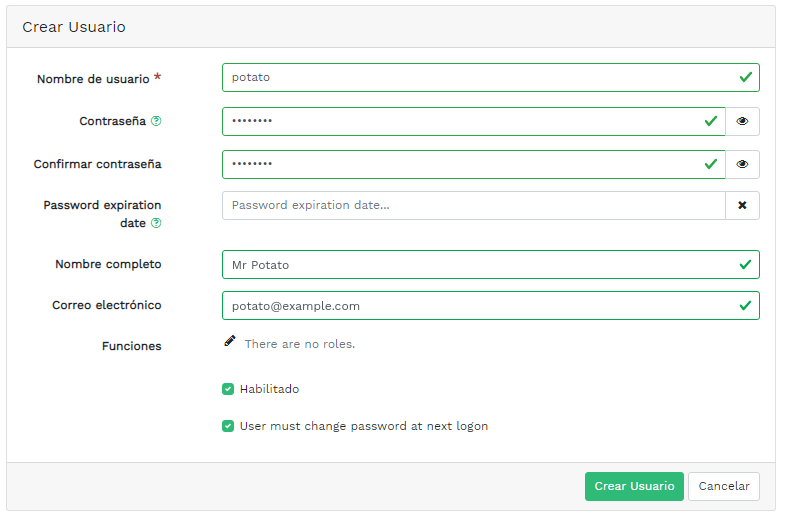 Crear Usuario
Nombre de usuario *
potato
Contraseña
••••••••
Confirmar contraseña
••••••••
Password expiration
date
Password expiration date...
Nombre completo
Mr Potato
Correo electrónico
potato@example.com
Funciones
There are no roles.
Habilitado
User must change password at next logon
Crear Usuario
Cancelar